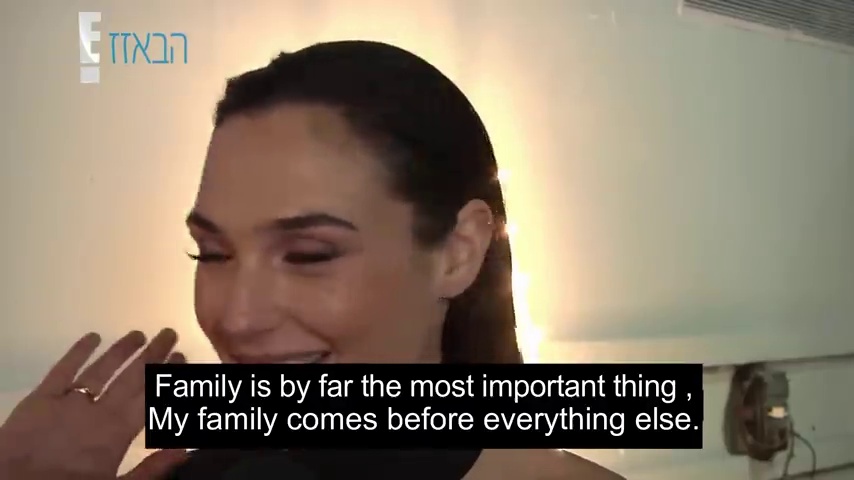 E! הבאזז
Family is by far the most important thing ,
My family comes before everything else.